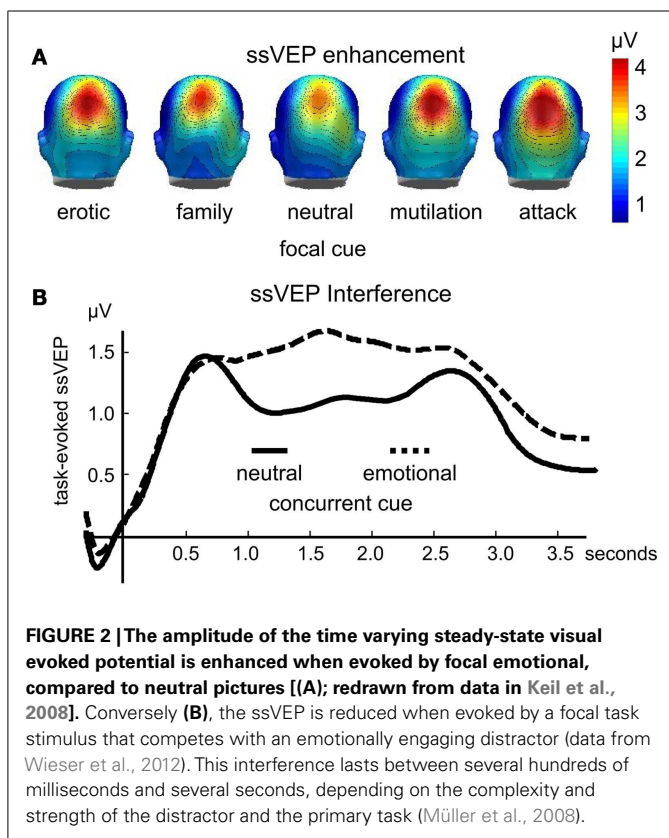 A
ssVEP enhancement
µV
4
3
2
1
erotic family neutral mutilation attack
focal cue
B
ssVEP Interference
µV
task-evoked ssVEP
1.5
1.0
0.5
neutral emotional
concurrent cue
0.5 1.0 1.5 2.0 2.5 3.0 3.5 seconds
FIGURE 2 | The amplitude of the time varying steady-state visual
evoked potential is enhanced when evoked by focal emotional,
compared to neutral pictures [(A); redrawn from data in Keil et al.,
2008]. Conversely (B), the ssVEP is reduced when evoked by a focal task
stimulus that competes with an emotionally engaging distractor (data from
Wieser et al., 2012). This interference lasts between several hundreds of
milliseconds and several seconds, depending on the complexity and
strength of the distractor and the primary task (Müller et al., 2008).